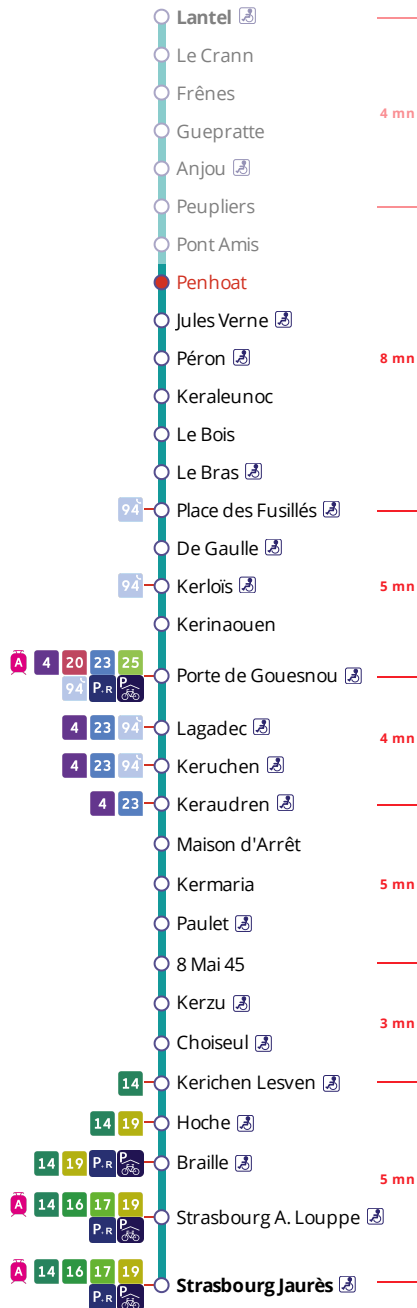 Lantel
Le Crann
Frênes
4 mn
Guepratte
Anjou
Peupliers
Pont Amis
Penhoat
Jules Verne
Péron
8 mn
Keraleunoc
Le Bois
Le Bras
94 Place des Fusillés
De Gaulle
94 Kerloïs
5 mn
Kerinaouen
A 4 20 23 25
94 P+R P
Porte de Gouesnou
4 23 94 Lagadec
4 mn
4 23 94 Keruchen
4 23 Keraudren
Maison d'Arrêt
Kermaria
5 mn
Paulet
8 Mai 45
Kerzu
3 mn
Choiseul
14 Kerichen Lesven
14 19 Hoche
14 19 P+R P Braille
5 mn
A 14 16 17 19
P+R P
Strasbourg A. Louppe
A 14 16 17 19
P+R P
Strasbourg Jaurès